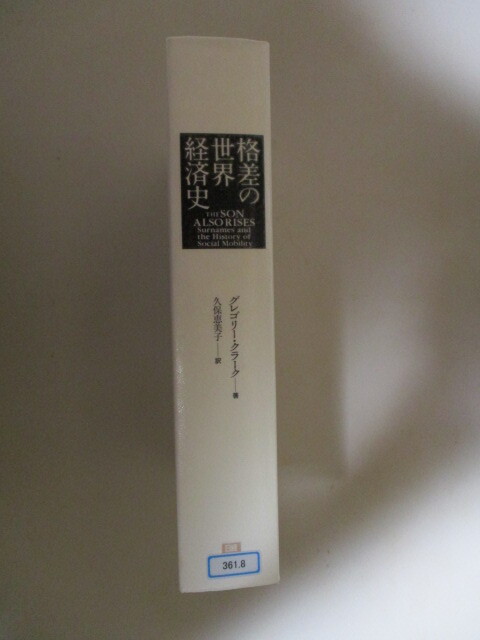 格差の
世界
経済史
THE SON
ALSO RISES
Surnames and
the History of
Social Mobility
グレゴリー・クラーク——著
久保恵美子——訳
361.8